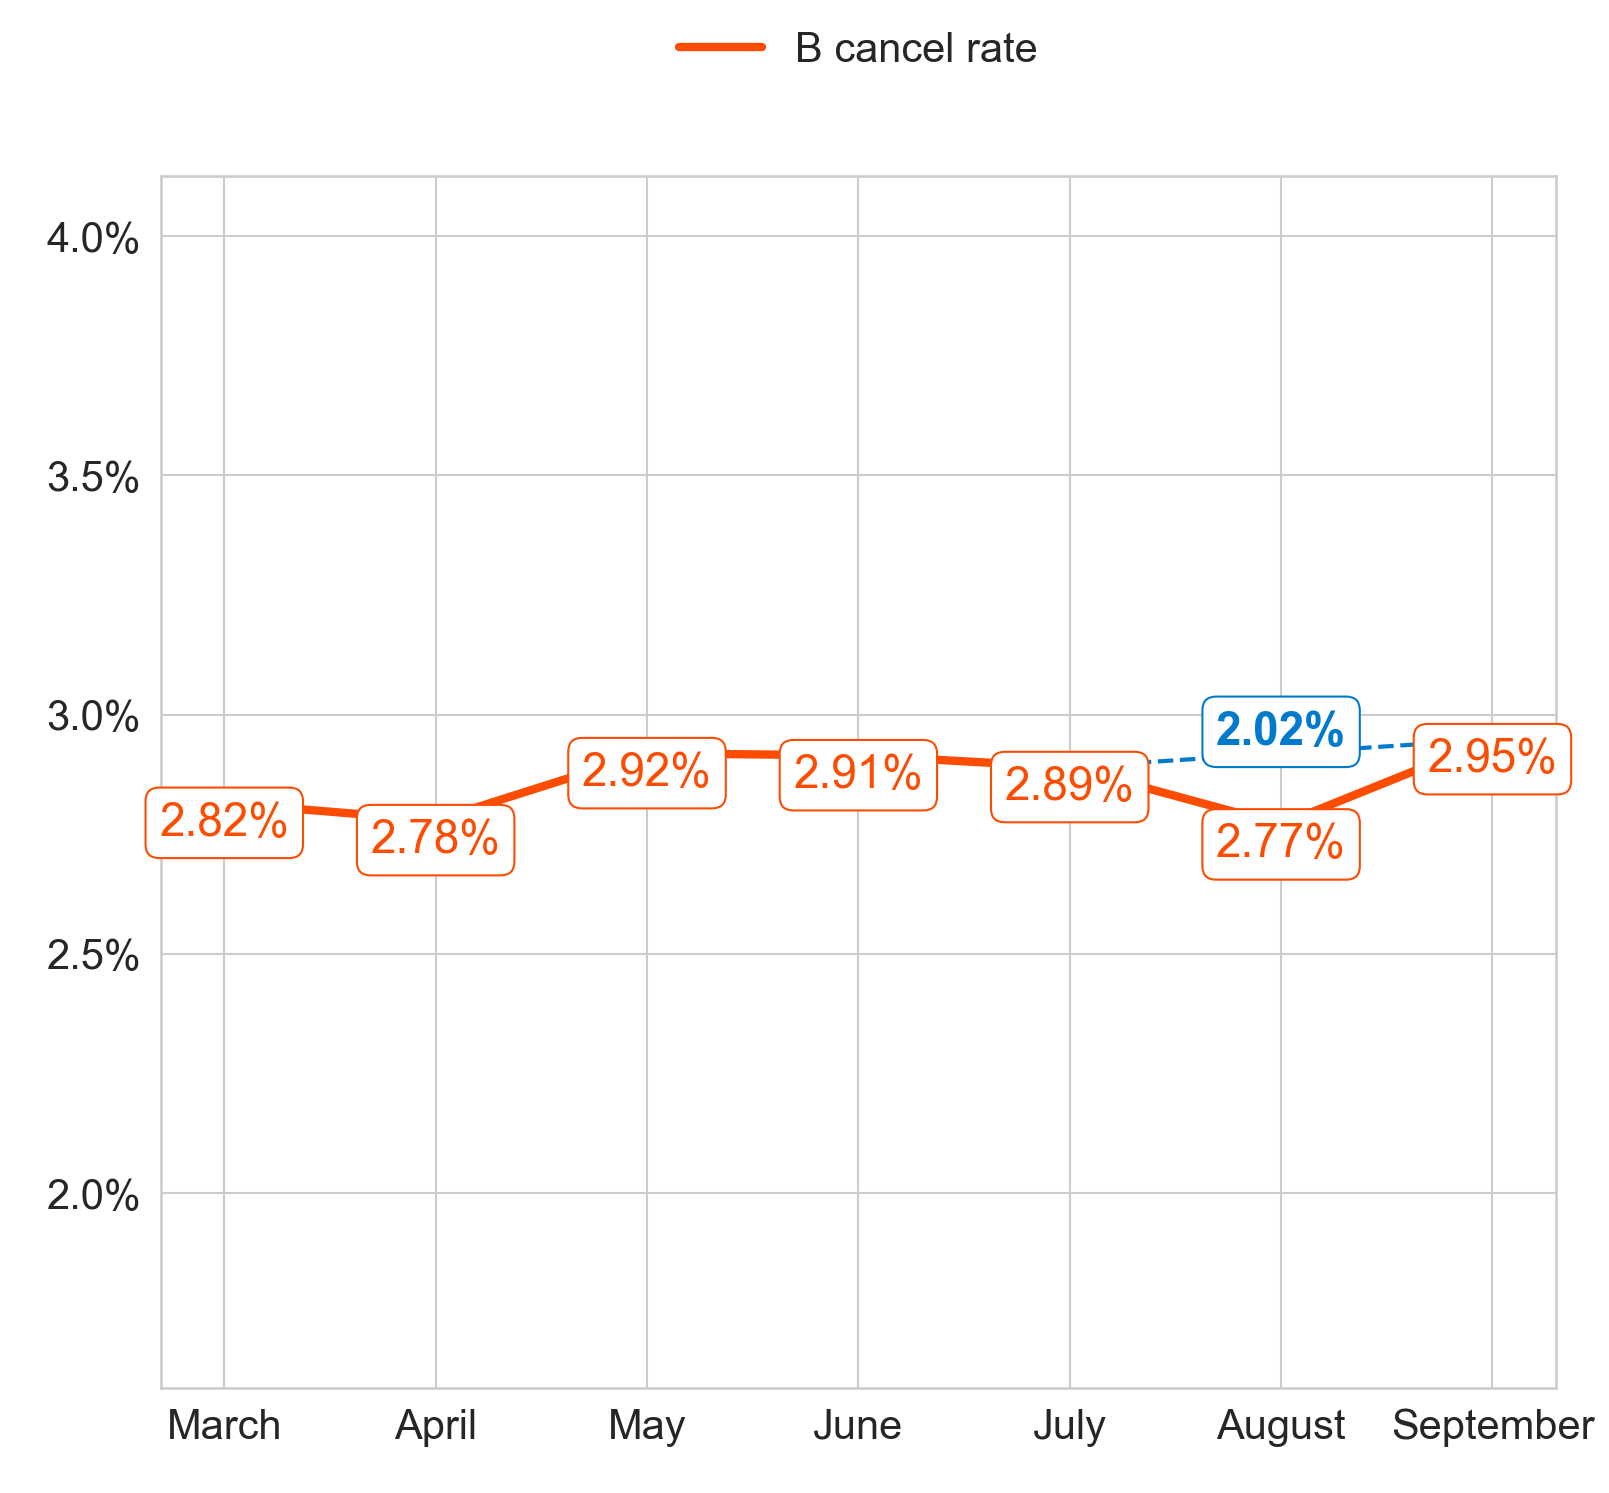 B cancel rate
4.0%
3.5%
3.0%
2.5%
2.0%
2.82%
2.78%
2.92%
2.91%
2.89%
2.02%
2.77%
2.95%
March
April
May
June
July
August
September